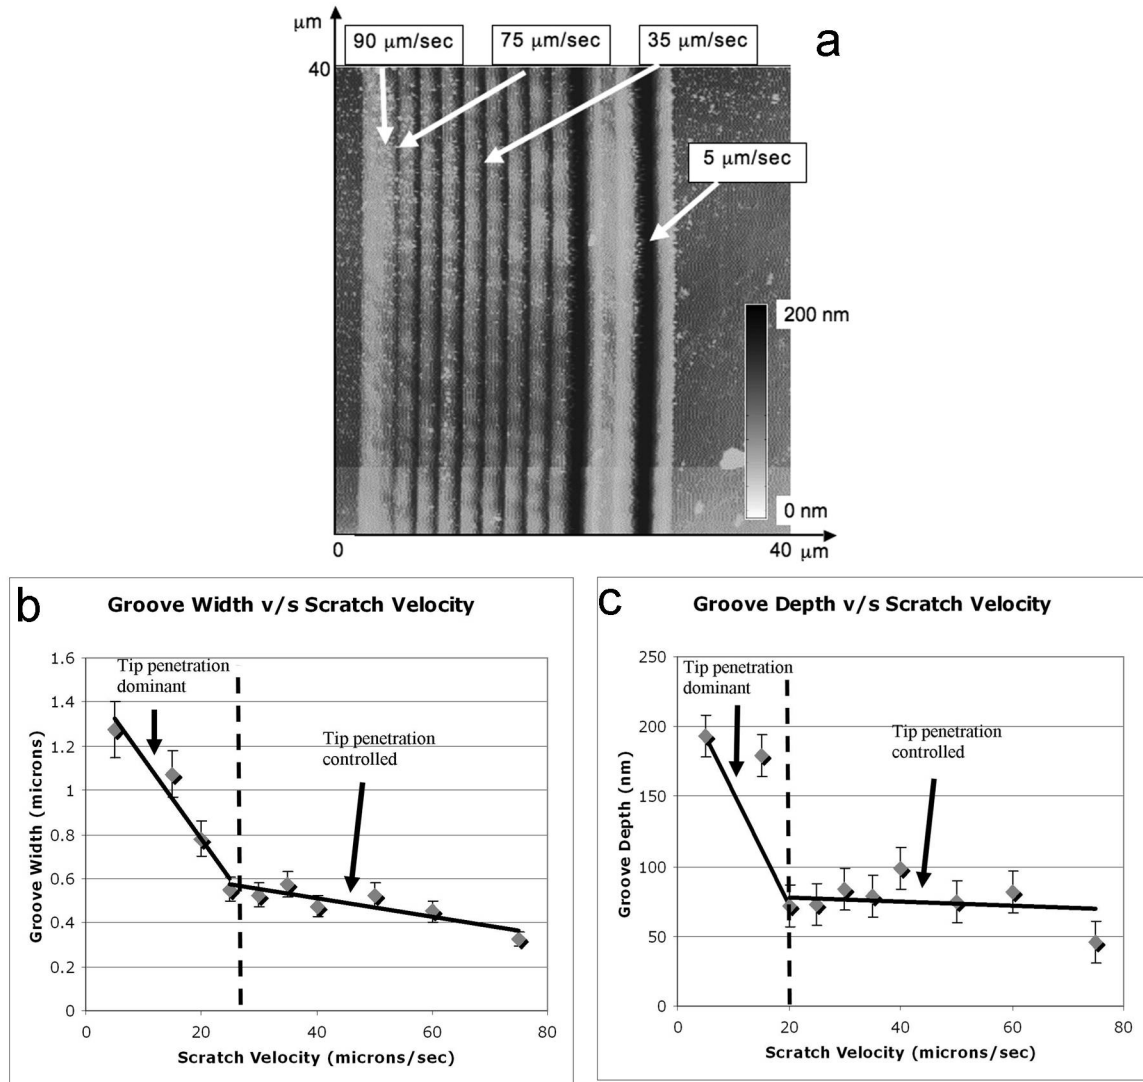 μm
a
90 μm/sec
75 μm/sec
35 μm/sec
40
5 μm/sec
200 nm
0 nm
0
40 μm
b
Groove Width v/s Scratch Velocity
Tip penetration
dominant
Tip penetration
controlled
Groove Width (microns)
1.6
1.4
1.2
1
0.8
0.6
0.4
0.2
0
0
20
40
60
80
Scratch Velocity (microns/sec)
c
Groove Depth v/s Scratch Velocity
Tip penetration
dominant
Tip penetration
controlled
Groove Depth (nm)
250
200
150
100
50
0
0
20
40
60
80
Scratch Velocity (microns/sec)